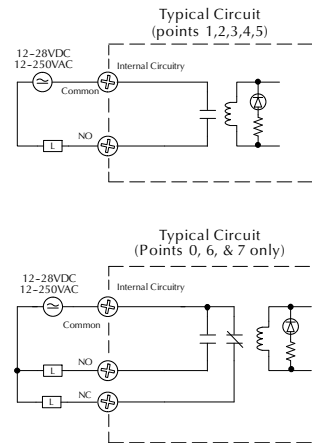 Typical Circuit
(points 1,2,3,4,5)
12-28VDC
12-250VAC
Internal Circuitry
Common
NO
L
Typical Circuit
(Points 0, 6, & 7 only)
12-28VDC
12-250VAC
Internal Circuitry
Common
NO
L
NC
L